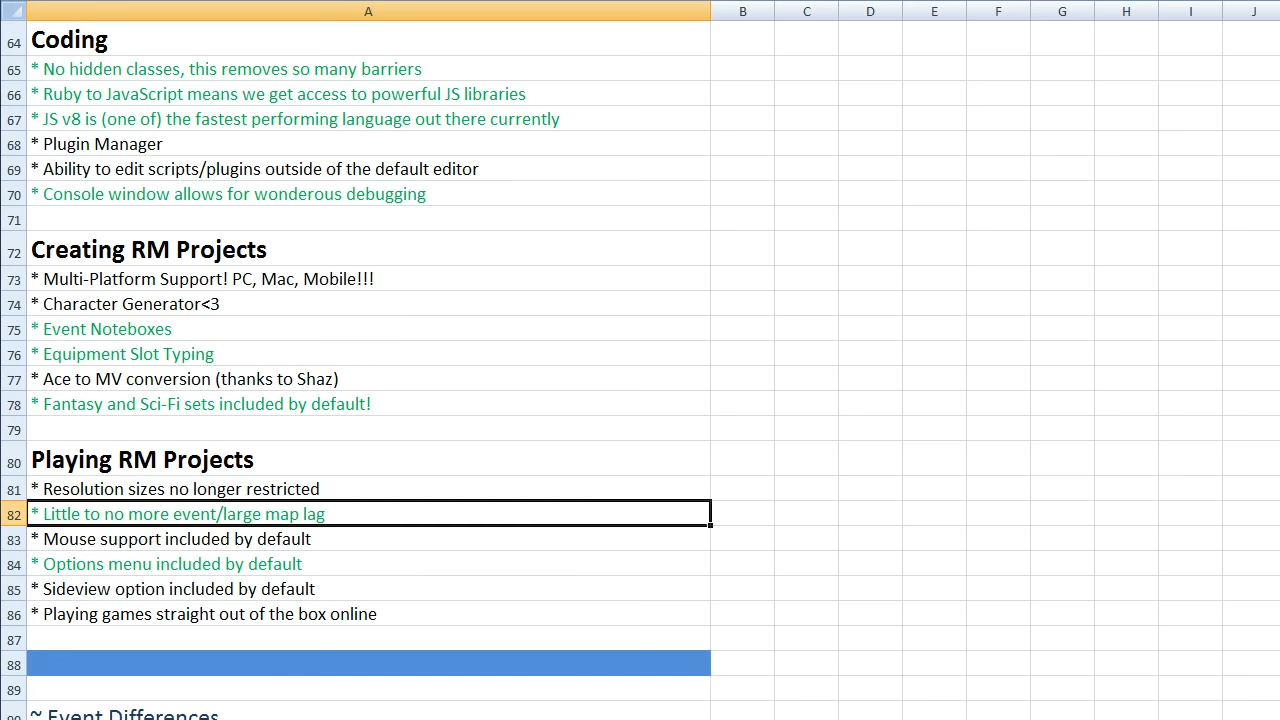 A B C D E F G H I J
64 Coding
65 * No hidden classes, this removes so many barriers
66 * Ruby to JavaScript means we get access to powerful JS libraries
67 * JS v8 is (one of) the fastest performing language out there currently
68 * Plugin Manager
69 * Ability to edit scripts/plugins outside of the default editor
70 * Console window allows for wonderous debugging
71
72 Creating RM Projects
73 * Multi-Platform Support! PC, Mac, Mobile!!!
74 * Character Generator<3
75 * Event Noteboxes
76 * Equipment Slot Typing
77 * Ace to MV conversion (thanks to Shaz)
78 * Fantasy and Sci-Fi sets included by default!
79
80 Playing RM Projects
81 * Resolution sizes no longer restricted
82 * Little to no more event/large map lag
83 * Mouse support included by default
84 * Options menu included by default
85 * Sideview option included by default
86 * Playing games straight out of the box online
87
88
89
90 ~ Event Differences